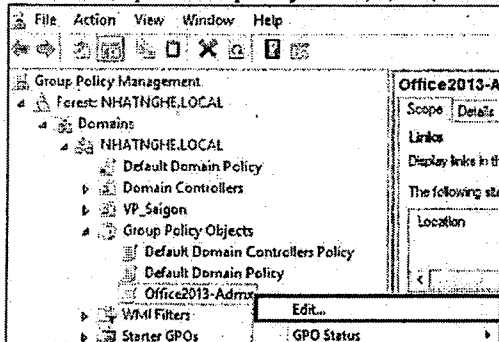 File Action View Window Help
Group Policy Management
Forest: NHATNGHE.LOCAL
Domains
NHATNGHE.LOCAL
Default Domain Policy
Domain Controllers
VP_Saigon
Group Policy Objects
Default Domain Controllers Policy
Default Domain Policy
Office2013-Admx
WMI Filters
Starter GPOs
Edit...
GPO Status
Office2013-A
Scope Details
Links
Display links in th
The following site
Location